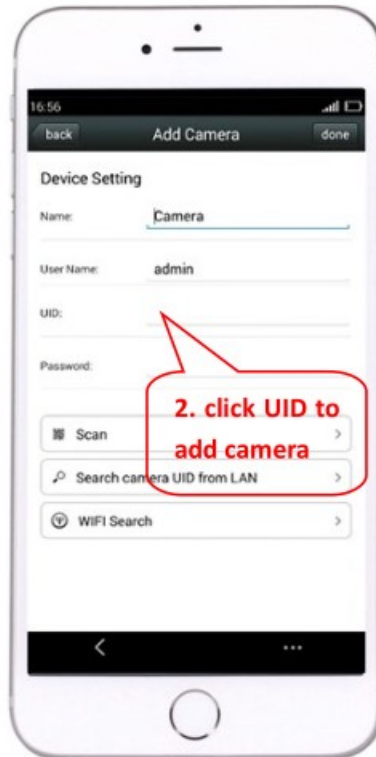 16:56
back Add Camera done
Device Setting
Name: Camera
User Name: admin
UID:
Password:
2. click UID to
add camera
Scan
Search camera UID from LAN
WIFI Search